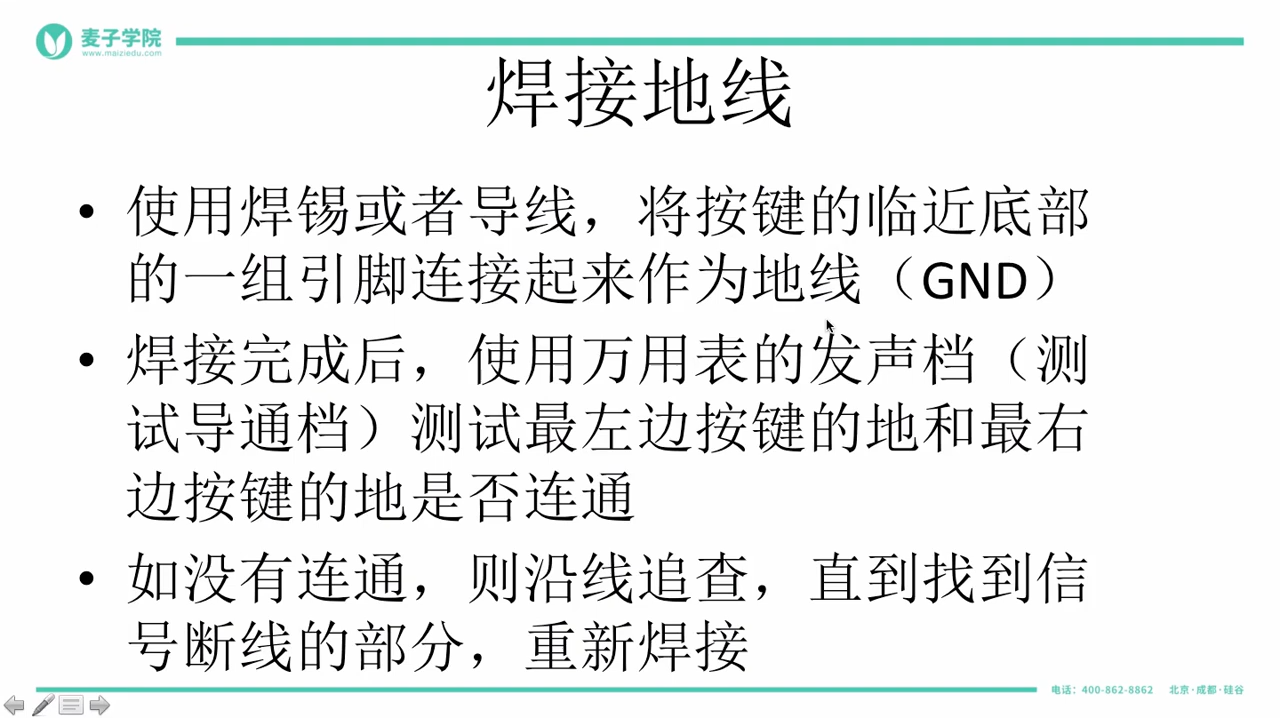 麦子学院
www.maiziedu.com
焊接地线
• 使用焊锡或者导线，将按键的临近底部
的一组引脚连接起来作为地线（GND）
• 焊接完成后，使用万用表的发声档（测
试导通档）测试最左边按键的地和最右
边按键的地是否连通
• 如没有连通，则沿线追查，直到找到信
号断线的部分，重新焊接
电话：400-862-8862 北京·成都·硅谷